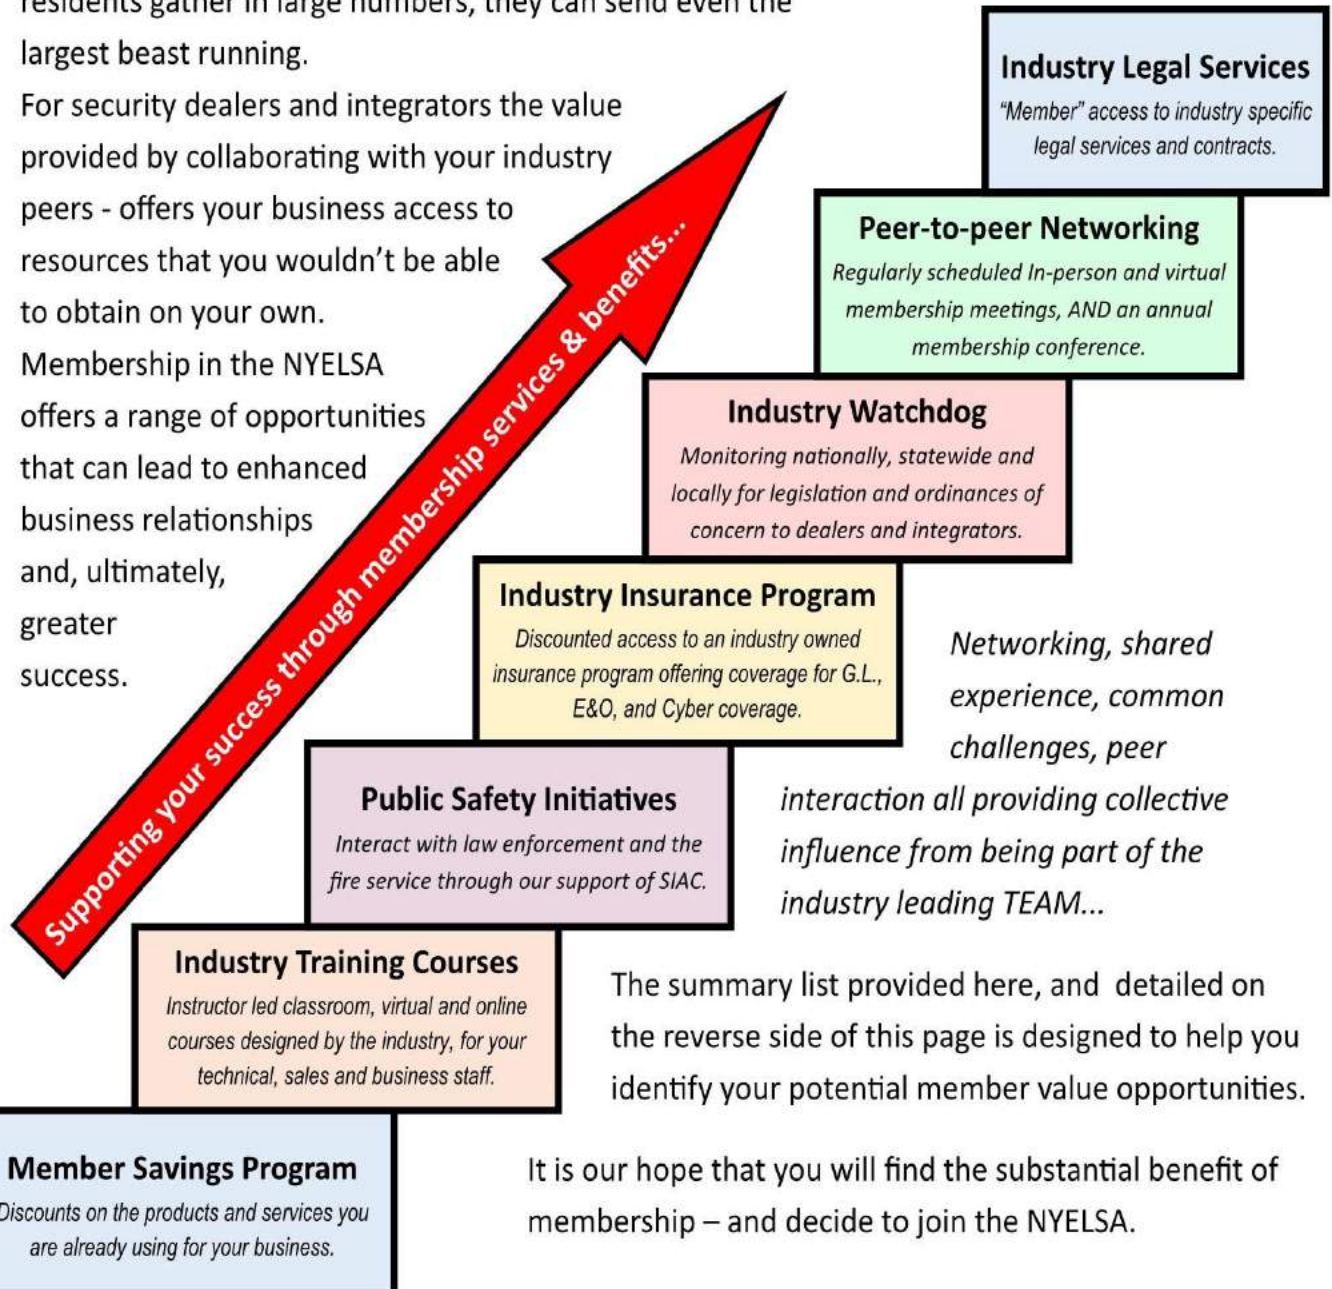 residents gather in large numbers, they can send even the
largest beast running.
For security dealers and integrators the value
provided by collaborating with your industry
peers - offers your business access to
resources that you wouldn't be able
to obtain on your own.
Membership in the NYELSA
offers a range of opportunities
that can lead to enhanced
business relationships
and, ultimately,
greater
success.
Supporting your success through membership services & benefits...
Industry Legal Services
"Member" access to industry specific
legal services and contracts.
Peer-to-peer Networking
Regularly scheduled In-person and virtual
membership meetings, AND an annual
membership conference.
Industry Watchdog
Monitoring nationally, statewide and
locally for legislation and ordinances of
concern to dealers and integrators.
Industry Insurance Program
Discounted access to an industry owned
insurance program offering coverage for G.L.,
E&O, and Cyber coverage.
Public Safety Initiatives
Interact with law enforcement and the
fire service through our support of SIAC.
Industry Training Courses
Instructor led classroom, virtual and online
courses designed by the industry, for your
technical, sales and business staff.
Member Savings Program
Discounts on the products and services you
are already using for your business.
Networking, shared
experience, common
challenges, peer
interaction all providing collective
influence from being part of the
industry leading TEAM...
The summary list provided here, and  detailed on
the reverse side of this page is designed to help you
identify your potential member value opportunities.
It is our hope that you will find the substantial benefit of
membership – and decide to join the NYELSA.